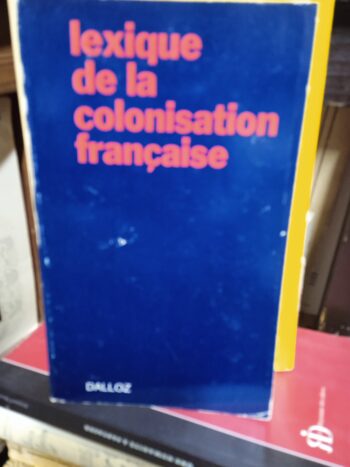 lexique
de la
colonisation
française
DALLOZ